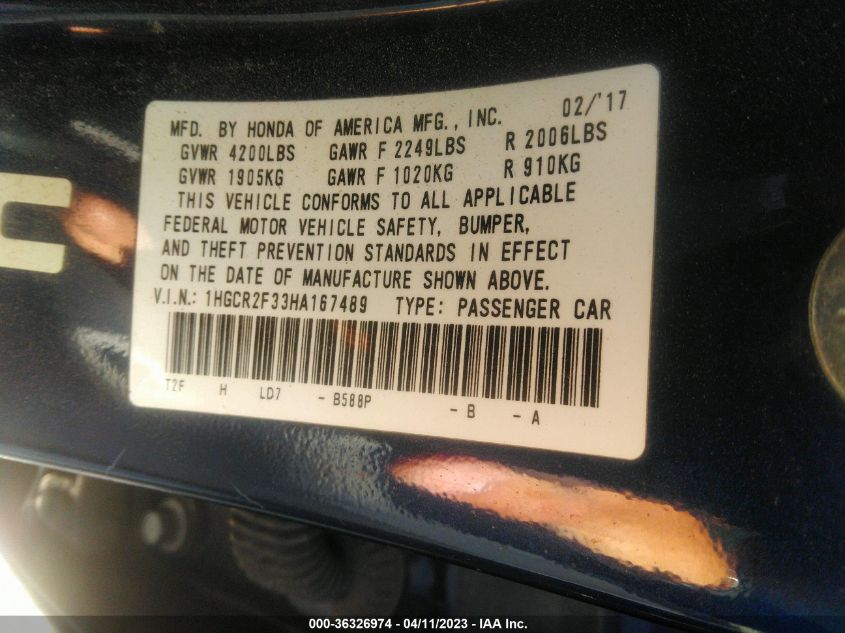 02/'17
MFD. BY HONDA OF AMERICA MFG., INC.
GVWR 4200LBS GAWR F 2249LBS R 2006LBS
GVWR 1905KG GAWR F 1020KG R 910KG
THIS VEHICLE CONFORMS TO ALL APPLICABLE
FEDERAL MOTOR VEHICLE SAFETY, BUMPER,
AND THEFT PREVENTION STANDARDS IN EFFECT
ON THE DATE OF MANUFACTURE SHOWN ABOVE.
V.I.N.: 1HGCR2F33HA167489 TYPE: PASSENGER CAR
T2F H LD7 - B588P - B - A
000-36326974 / 04/11/2023 - IAA Inc.